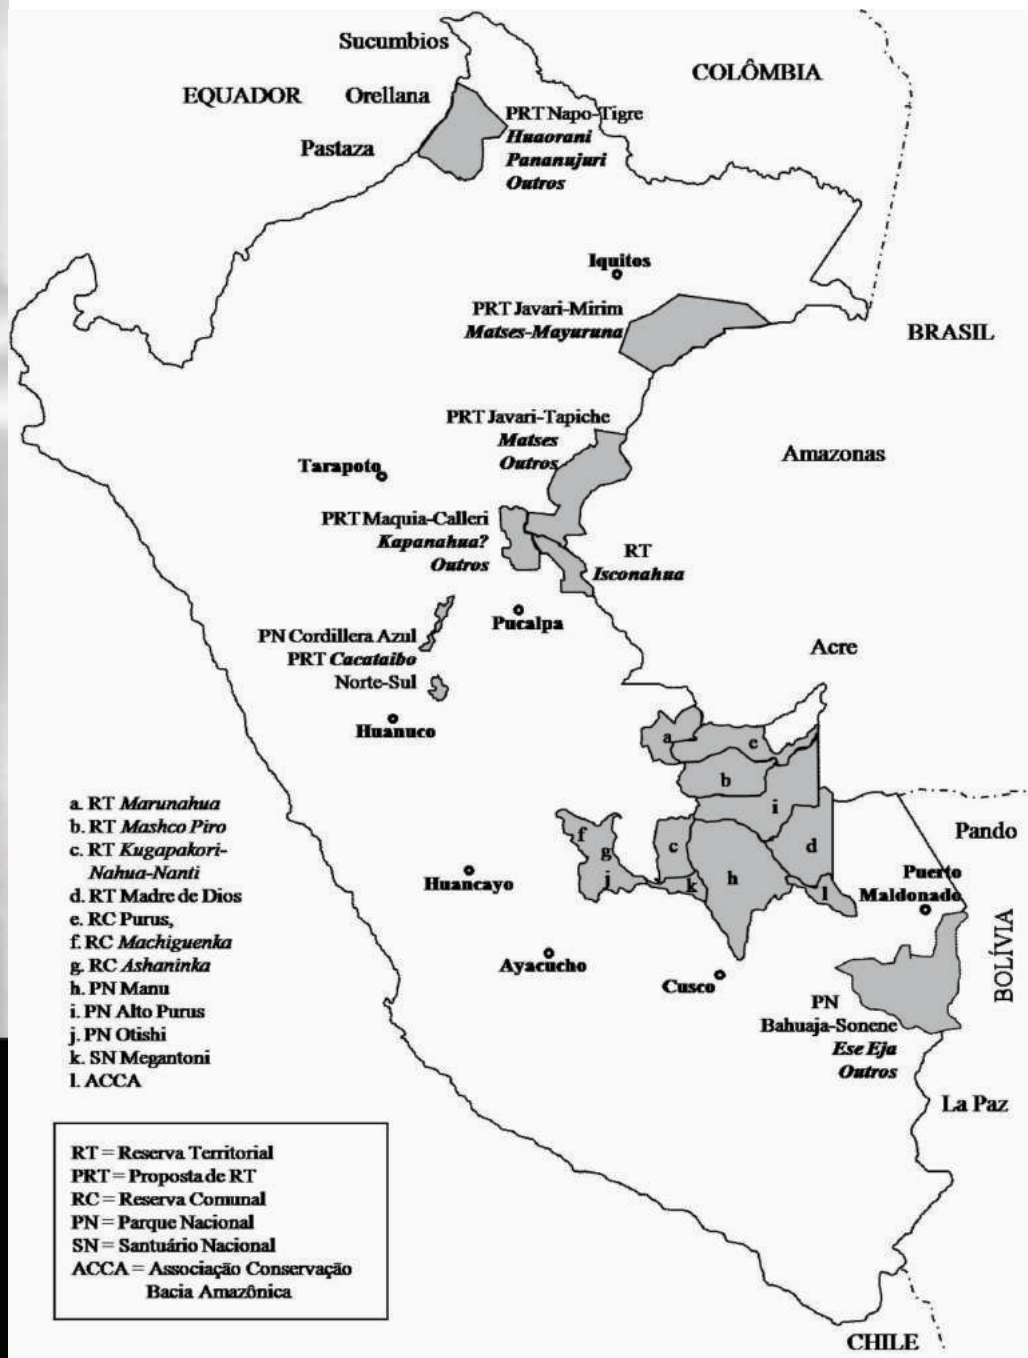 Sucumbios
COLÔMBIA
EQUADOR
Orellana
PRT Napo-Tigre
Huaorani
Pananujuri
Outros
Pastaza
Iquitos
PRT Javari-Mirim
Matses-Mayuruna
BRASIL
PRT Javari-Tapiche
Matses
Outros
Amazonas
Tarapoto
PRT Maquia-Calleri
Kapanahua?
Outros
RT
Isconahua
Pucalpa
PN Cordillera Azul
PRT Cacataibo
Norte-Sul
Acre
Huanuco
a
e
b
i
f
g
j
c
k
h
d
l
Pando
Puerto
Maldonado
Huancayo
Ayacucho
Cusco
BOLÍVIA
PN
Bahuaja-Sonene
Ese Eja
Outros
La Paz
CHILE
a. RT Marunahua
b. RT Mashco Piro
c. RT Kugapakori-
Nahua-Nanti
d. RT Madre de Dios
e. RC Purus,
f. RC Machiguenka
g. RC Ashaninka
h. PN Manu
i. PN Alto Purus
j. PN Otishi
k. SN Megantoni
l. ACCA
RT = Reserva Territorial
PRT = Proposta de RT
RC = Reserva Comunal
PN = Parque Nacional
SN = Santuário Nacional
ACCA = Associação Conservação
Bacia Amazônica